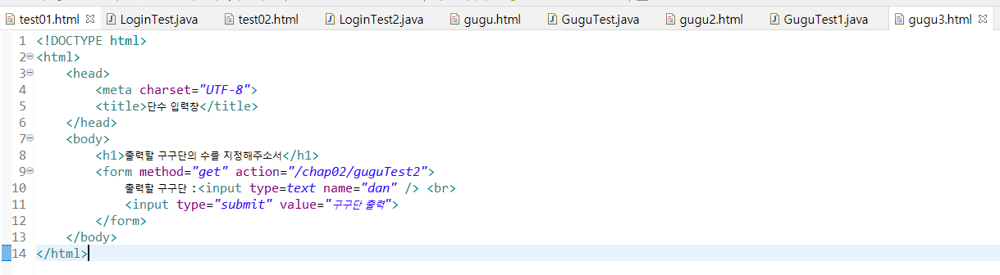 test01.html LoginTest.java test02.html LoginTest2.java gugu.html GuguTest.java gugu2.html GuguTest1.java gugu3.html
1 <!DOCTYPE html>
2 <html>
3 <head>
4 <meta charset="UTF-8">
5 <title>단수 입력창</title>
6 </head>
7 <body>
8 <h1>출력할 구구단의 수를 지정해주소서</h1>
9 <form method="get" action="/chap02/guguTest2">
10 출력할 구구단 :<input type=text name="dan" /> <br>
11 <input type="submit" value="구구단 출력">
12 </form>
13 </body>
14 </html>